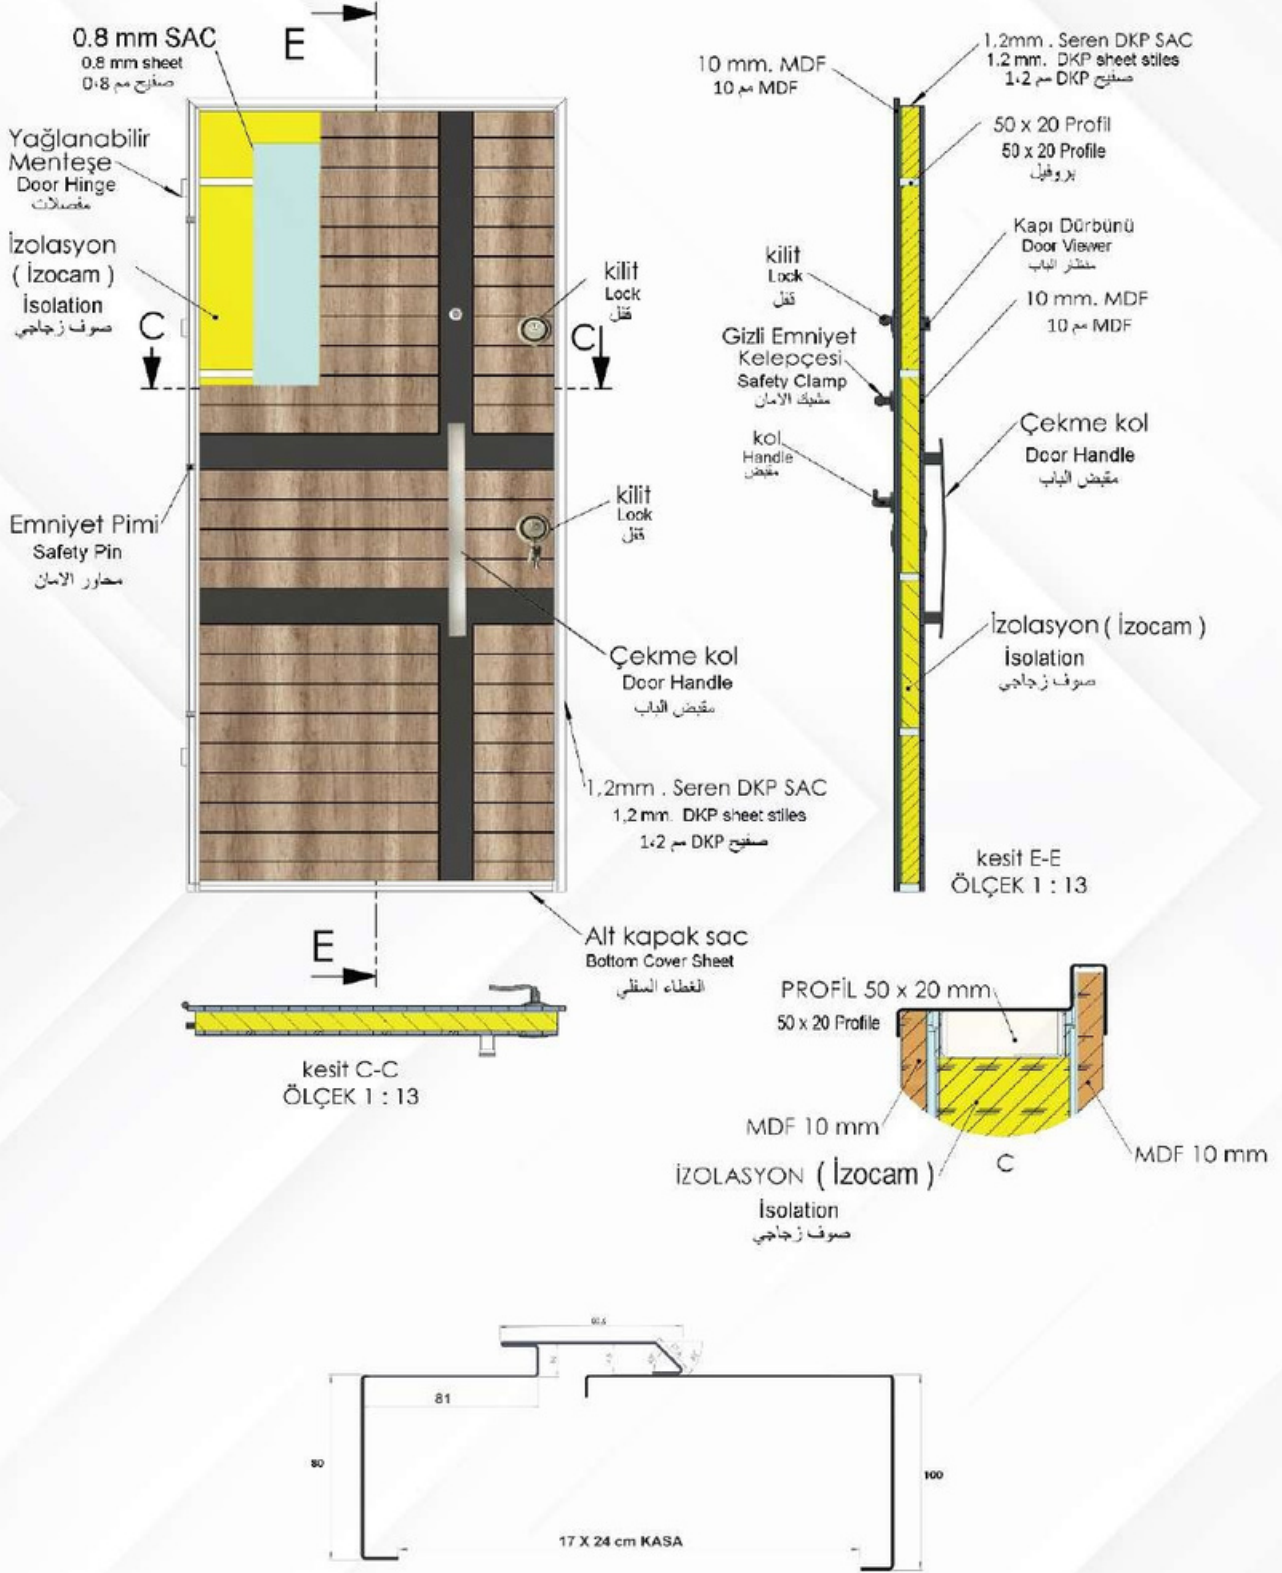 E
0.8 mm SAC
0.8 mm sheet
0،8 مم صفيح
Yağlanabilir
Menteşe
Door Hinge
مفصلات
İzolasyon
( İzocam )
İsolation
صوف زجاجي
C
C
kilit
Lock
قفل
kilit
Lock
قفل
Emniyet Pimi
Safety Pin
محاور الامان
Çekme kol
Door Handle
مقبض الباب
1,2mm . Seren DKP SAC
1,2 mm. DKP sheet stiles
1،2 مم DKP صفيح
Alt kapak sac
Bottom Cover Sheet
الغطاء السفلي
E
kesit C-C
ÖLÇEK 1 : 13
10 mm. MDF
10 مم MDF
1,2mm . Seren DKP SAC
1.2 mm. DKP sheet stiles
1،2 مم DKP صفيح
50 x 20 Profil
50 x 20 Profile
بروفيل
Kapı Dürbünü
Door Viewer
منظار الباب
kilit
Lock
قفل
10 mm. MDF
10 مم MDF
Gizli Emniyet
Kelepçesi
Safety Clamp
مشبك الامان
kol
Handle
مقبض
Çekme kol
Door Handle
مقبض الباب
İzolasyon ( İzocam )
İsolation
صوف زجاجي
kesit E-E
ÖLÇEK 1 : 13
PROFİL 50 x 20 mm
50 x 20 Profile
MDF 10 mm
MDF 10 mm
C
İZOLASYON ( İzocam )
İsolation
صوف زجاجي
81
80
100
17 X 24 cm KASA